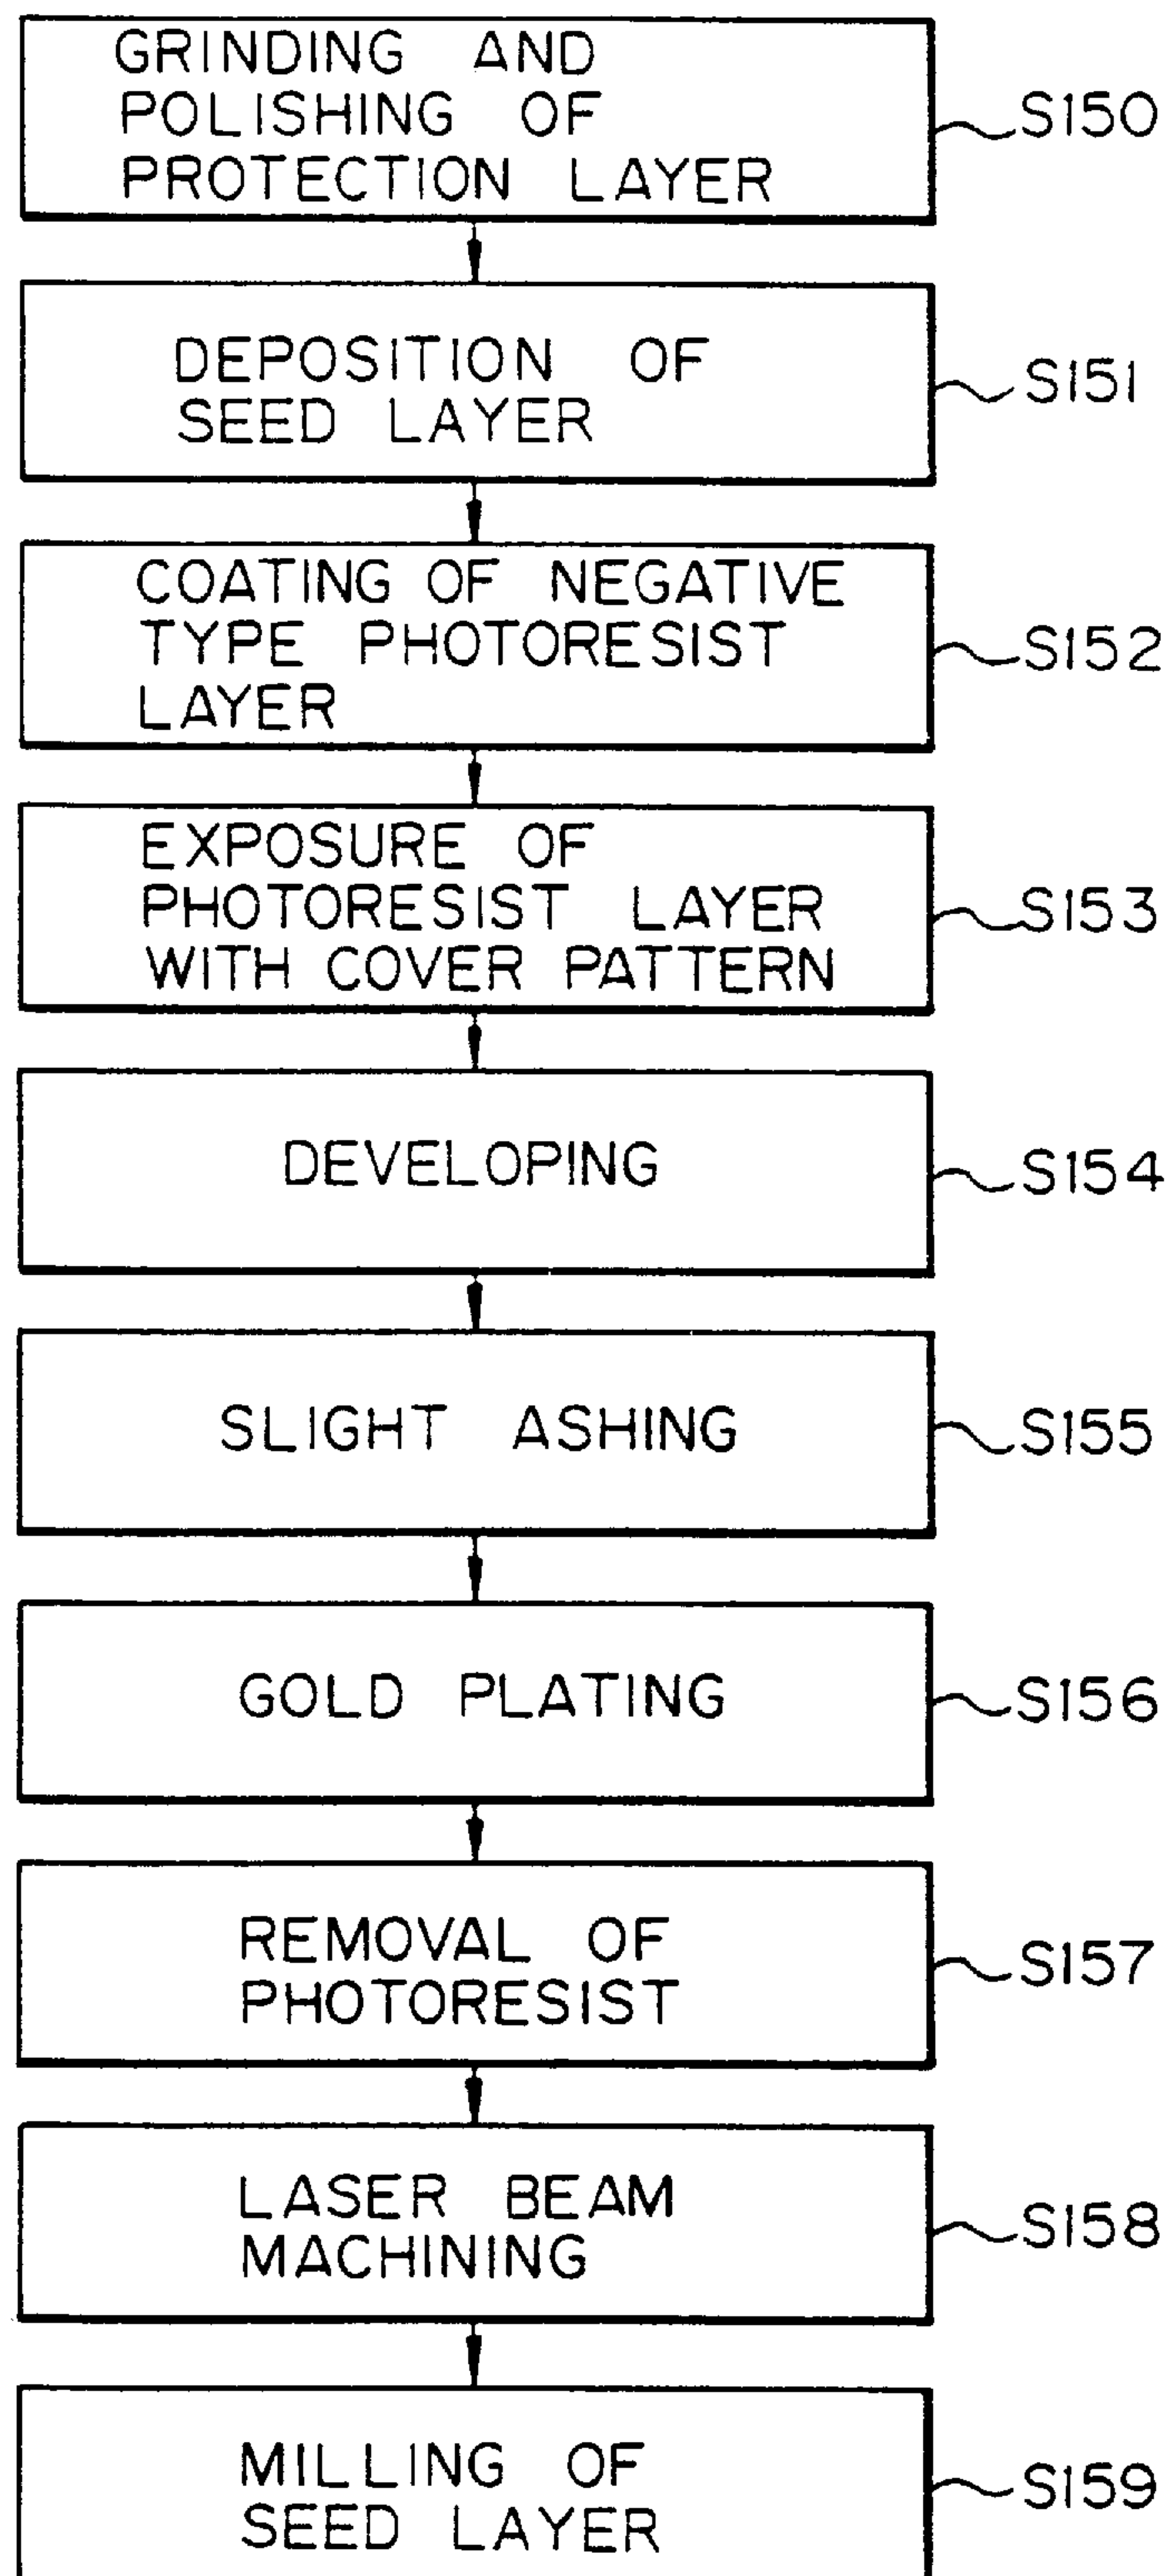 GRINDING AND
POLISHING OF
PROTECTION LAYER
S150
DEPOSITION OF
SEED LAYER
S151
COATING OF NEGATIVE
TYPE PHOTORESIST
LAYER
S152
EXPOSURE OF
PHOTORESIST LAYER
WITH COVER PATTERN
S153
DEVELOPING
S154
SLIGHT ASHING
S155
GOLD PLATING
S156
REMOVAL OF
PHOTORESIST
S157
LASER BEAM
MACHINING
S158
MILLING OF
SEED LAYER
S159